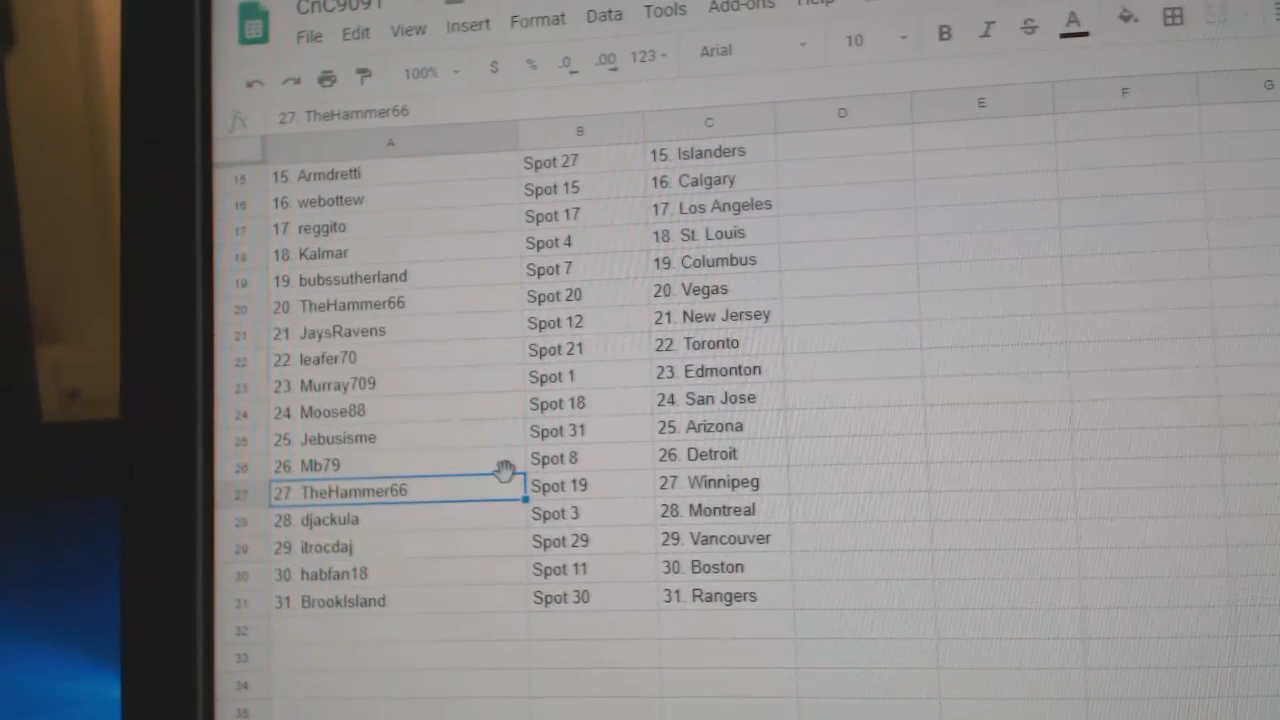 CnC9091
File Edit View Insert Format Data Tools Add-ons Help
100% $ % .0 .00 123 Arial 10 B I S A
fx 27. TheHammer66
A B C D E F G
15 15. Armdretti Spot 27 15. Islanders
16 16. webottew Spot 15 16. Calgary
17 17. reggito Spot 17 17. Los Angeles
18 18. Kalmar Spot 4 18. St. Louis
19 19. bubssutherland Spot 7 19. Columbus
20 20. TheHammer66 Spot 20 20. Vegas
21 21. JaysRavens Spot 12 21. New Jersey
22 22. leafer70 Spot 21 22. Toronto
23 23. Murray709 Spot 1 23. Edmonton
24 24. Moose88 Spot 18 24. San Jose
25 25. Jebusisme Spot 31 25. Arizona
26 26. Mb79 Spot 8 26. Detroit
27 27. TheHammer66 Spot 19 27. Winnipeg
28 28. djackula Spot 3 28. Montreal
29 29. itrocdaj Spot 29 29. Vancouver
30 30. habfan18 Spot 11 30. Boston
31 31. BrookIsland Spot 30 31. Rangers
32
33
34
35